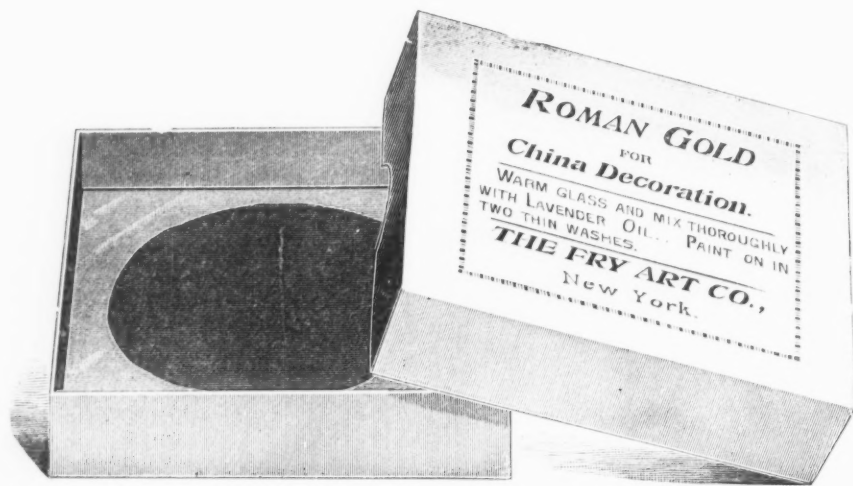 ROMAN GOLD
FOR
China Decoration.
WARM GLASS AND MIX THOROUGHLY
WITH LAVENDER OIL... PAINT ON IN
TWO THIN WASHES.
THE FRY ART CO.,
New York.